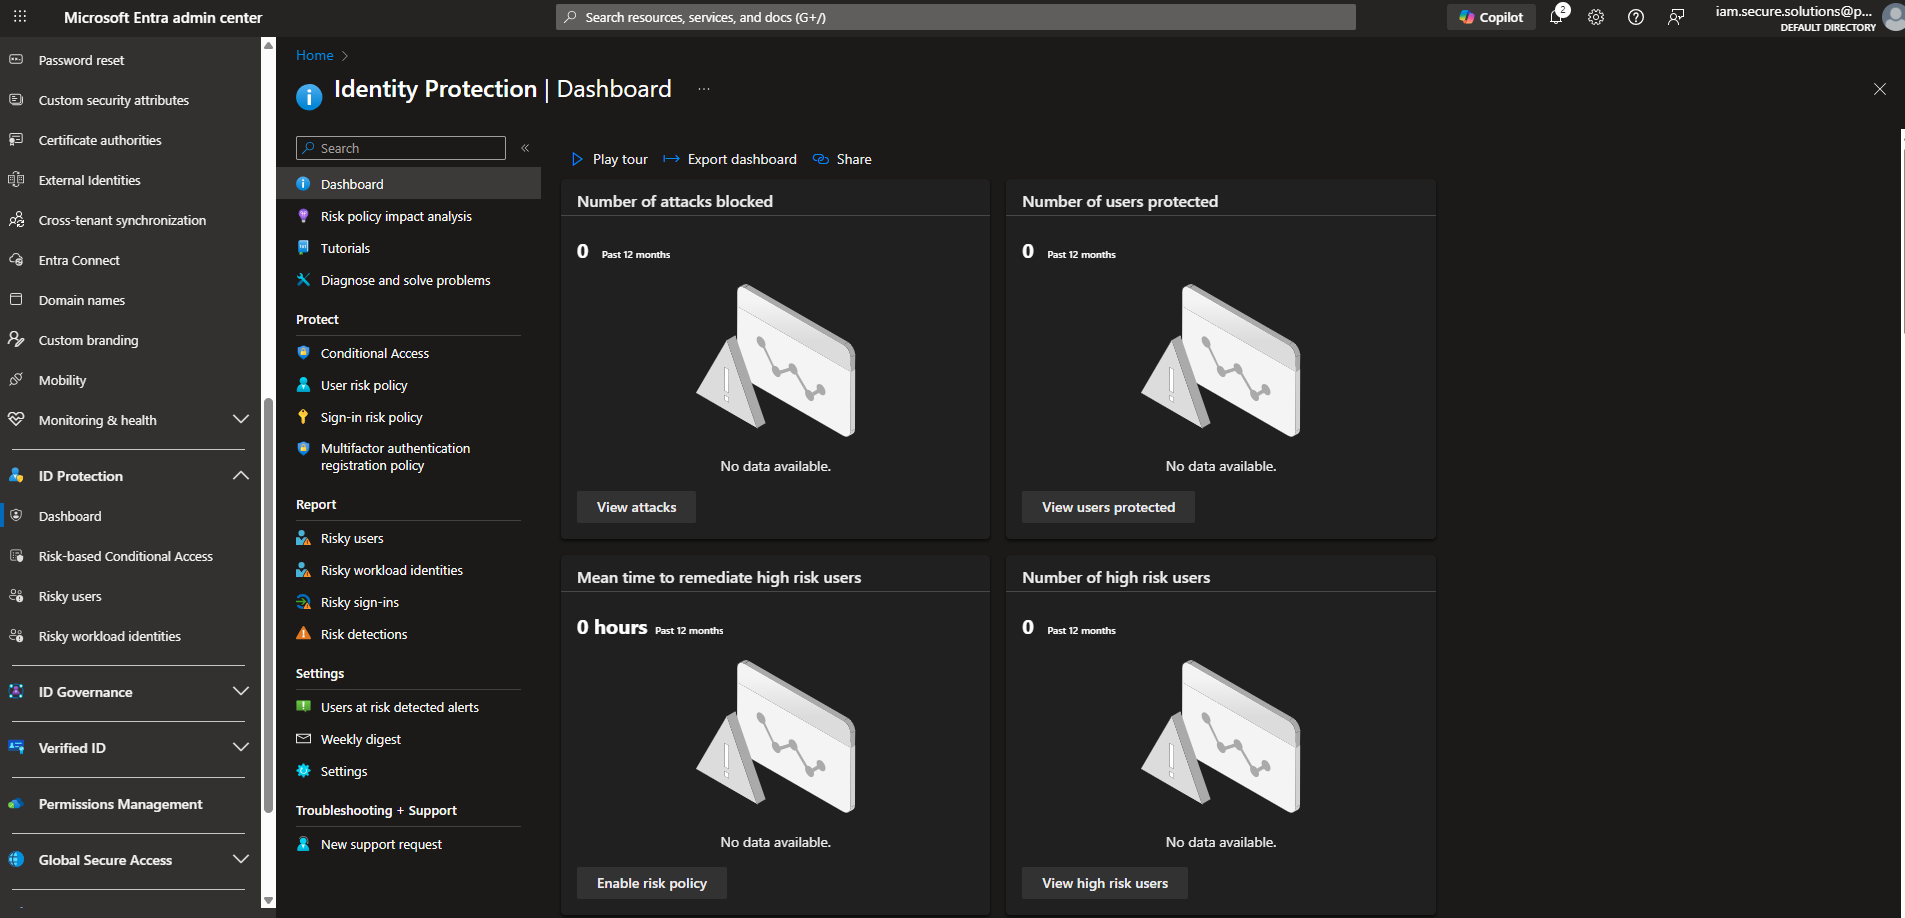 Microsoft Entra admin center
Search resources, services, and docs (G+/)
Copilot
2
iam.secure.solutions@p...
DEFAULT DIRECTORY
Password reset
Custom security attributes
Certificate authorities
External Identities
Cross-tenant synchronization
Entra Connect
Domain names
Custom branding
Mobility
Monitoring & health
ID Protection
Dashboard
Risk-based Conditional Access
Risky users
Risky workload identities
ID Governance
Verified ID
Permissions Management
Global Secure Access
Home
Identity Protection | Dashboard
...
Search
Dashboard
Risk policy impact analysis
Tutorials
Diagnose and solve problems
Protect
Conditional Access
User risk policy
Sign-in risk policy
Multifactor authentication
registration policy
Report
Risky users
Risky workload identities
Risky sign-ins
Risk detections
Settings
Users at risk detected alerts
Weekly digest
Settings
Troubleshooting + Support
New support request
Play tour
Export dashboard
Share
Number of attacks blocked
0 Past 12 months
No data available.
View attacks
Number of users protected
0 Past 12 months
No data available.
View users protected
Mean time to remediate high risk users
0 hours Past 12 months
No data available.
Enable risk policy
Number of high risk users
0 Past 12 months
No data available.
View high risk users